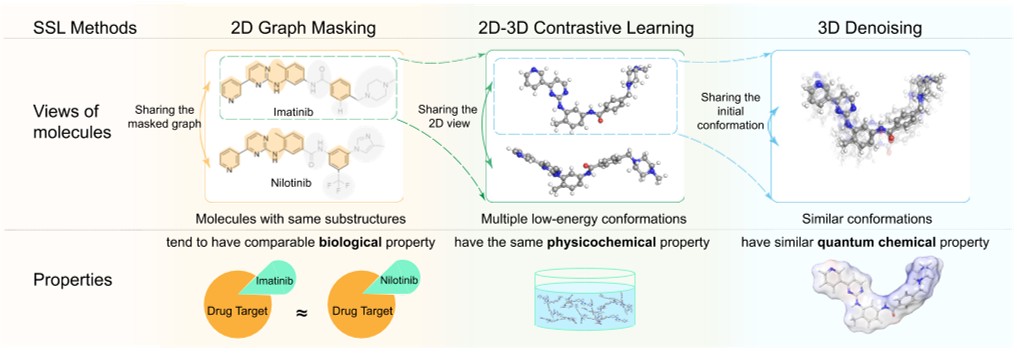 SSL Methods
2D Graph Masking
2D-3D Contrastive Learning
3D Denoising
Views of
molecules
Sharing the
masked graph
N
N
N
N
H
O
N
H
N
N
Imatinib
N
N
N
N
H
O
N
H
N
N
F
F
F
Nilotinib
Sharing the
2D view
Sharing the
initial
conformation
Molecules with same substructures
Multiple low-energy conformations
Similar conformations
tend to have comparable biological property
have the same physicochemical property
have similar quantum chemical property
Properties
Imatinib
Drug Target
≈
Nilotinib
Drug Target